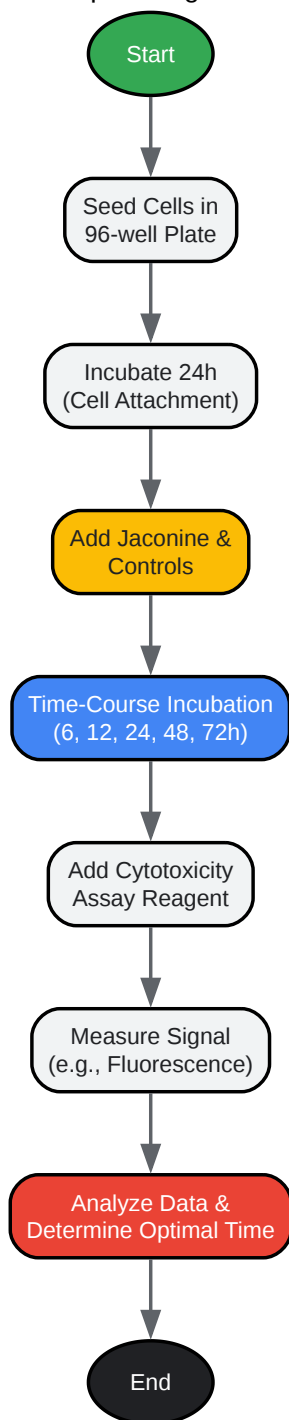 Start
Seed Cells in
96-well Plate
Incubate 24h
(Cell Attachment)
Add Jaconine &
Controls
Time-Course Incubation
(6, 12, 24, 48, 72h)
Add Cytotoxicity
Assay Reagent
Measure Signal
(e.g., Fluorescence)
Analyze Data &
Determine Optimal Time
End